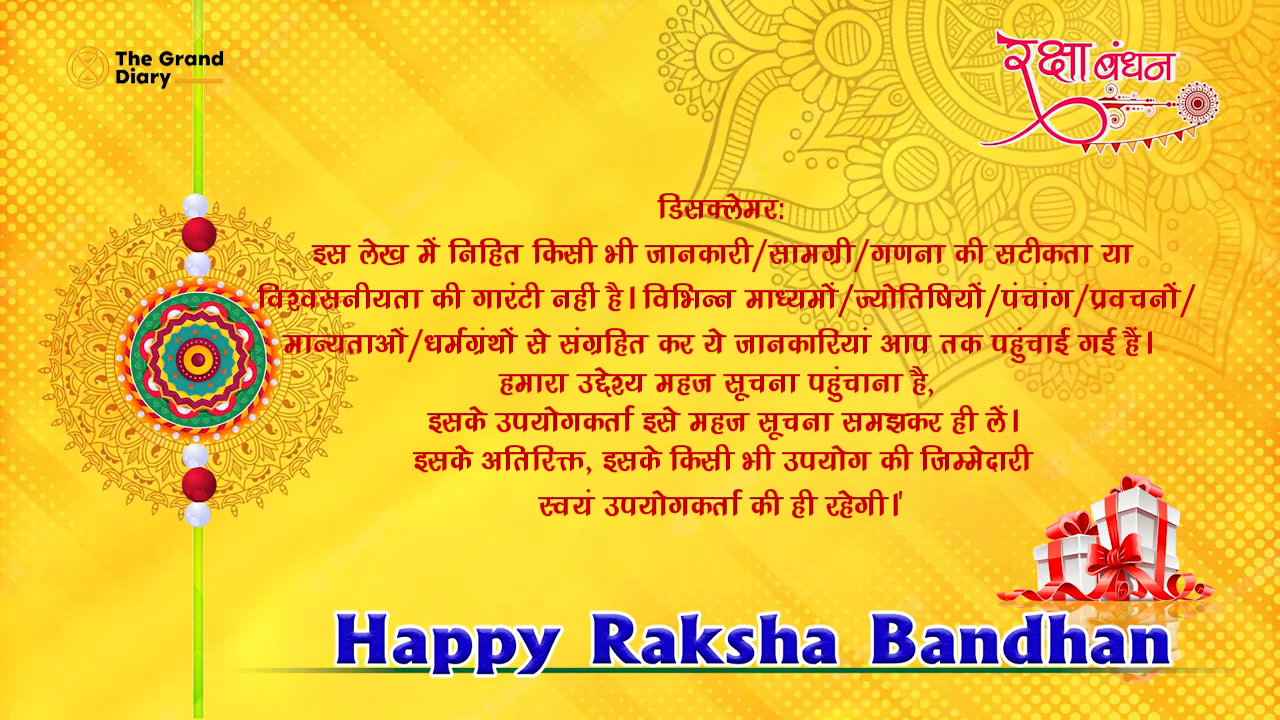 The Grand
Diary
रक्षा बंधन
डिसक्लेमर:
इस लेख में निहित किसी भी जानकारी/सामग्री/गणना की सटीकता या
विश्वसनीयता की गारंटी नहीं है। विभिन्न माध्यमों/ज्योतिषियों/पंचांग/प्रवचनों/
मान्यताओं/धर्मग्रंथों से संग्रहित कर ये जानकारियां आप तक पहुंचाई गई हैं।
हमारा उद्देश्य महज सूचना पहुंचाना है,
इसके उपयोगकर्ता इसे महज सूचना समझकर ही लें।
इसके अतिरिक्त, इसके किसी भी उपयोग की जिम्मेदारी
स्वयं उपयोगकर्ता की ही रहेगी।'
Happy Raksha Bandhan